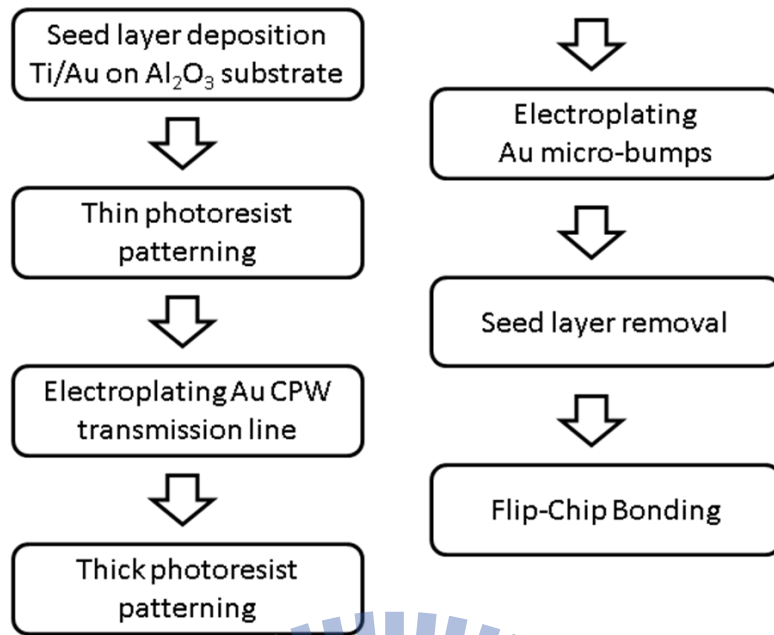 Seed layer deposition
Ti/Au on Al₂O₃ substrate
Thin photoresist
patterning
Electroplating Au CPW
transmission line
Thick photoresist
patterning
Electroplating
Au micro-bumps
Seed layer removal
Flip-Chip Bonding